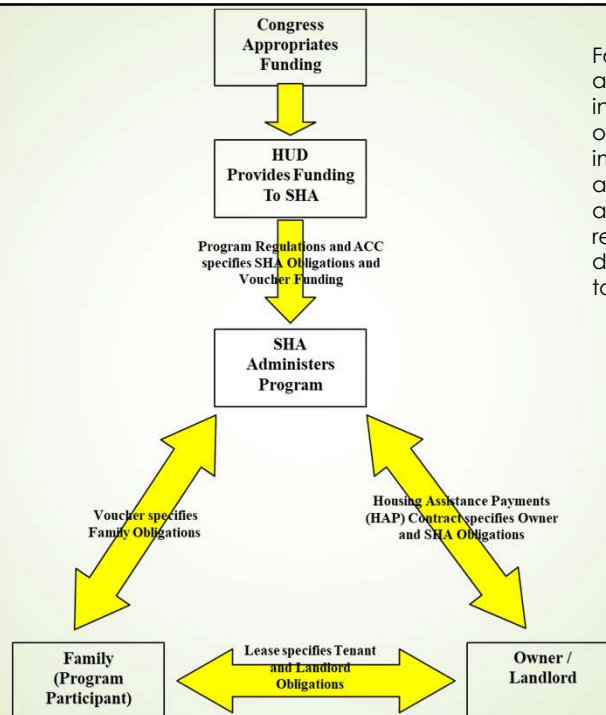 Congress
Appropriates
Funding
HUD
Provides Funding
To SHA
Program Regulations and ACC
specifies SHA Obligations and
Voucher Funding
SHA
Administers
Program
Voucher specifies
Family Obligations
Housing Assistance Payments
(HAP) Contract specifies Owner
and SHA Obligations
Family
(Program
Participant)
Lease specifies Tenant
and Landlord
Obligations
Owner /
Landlord